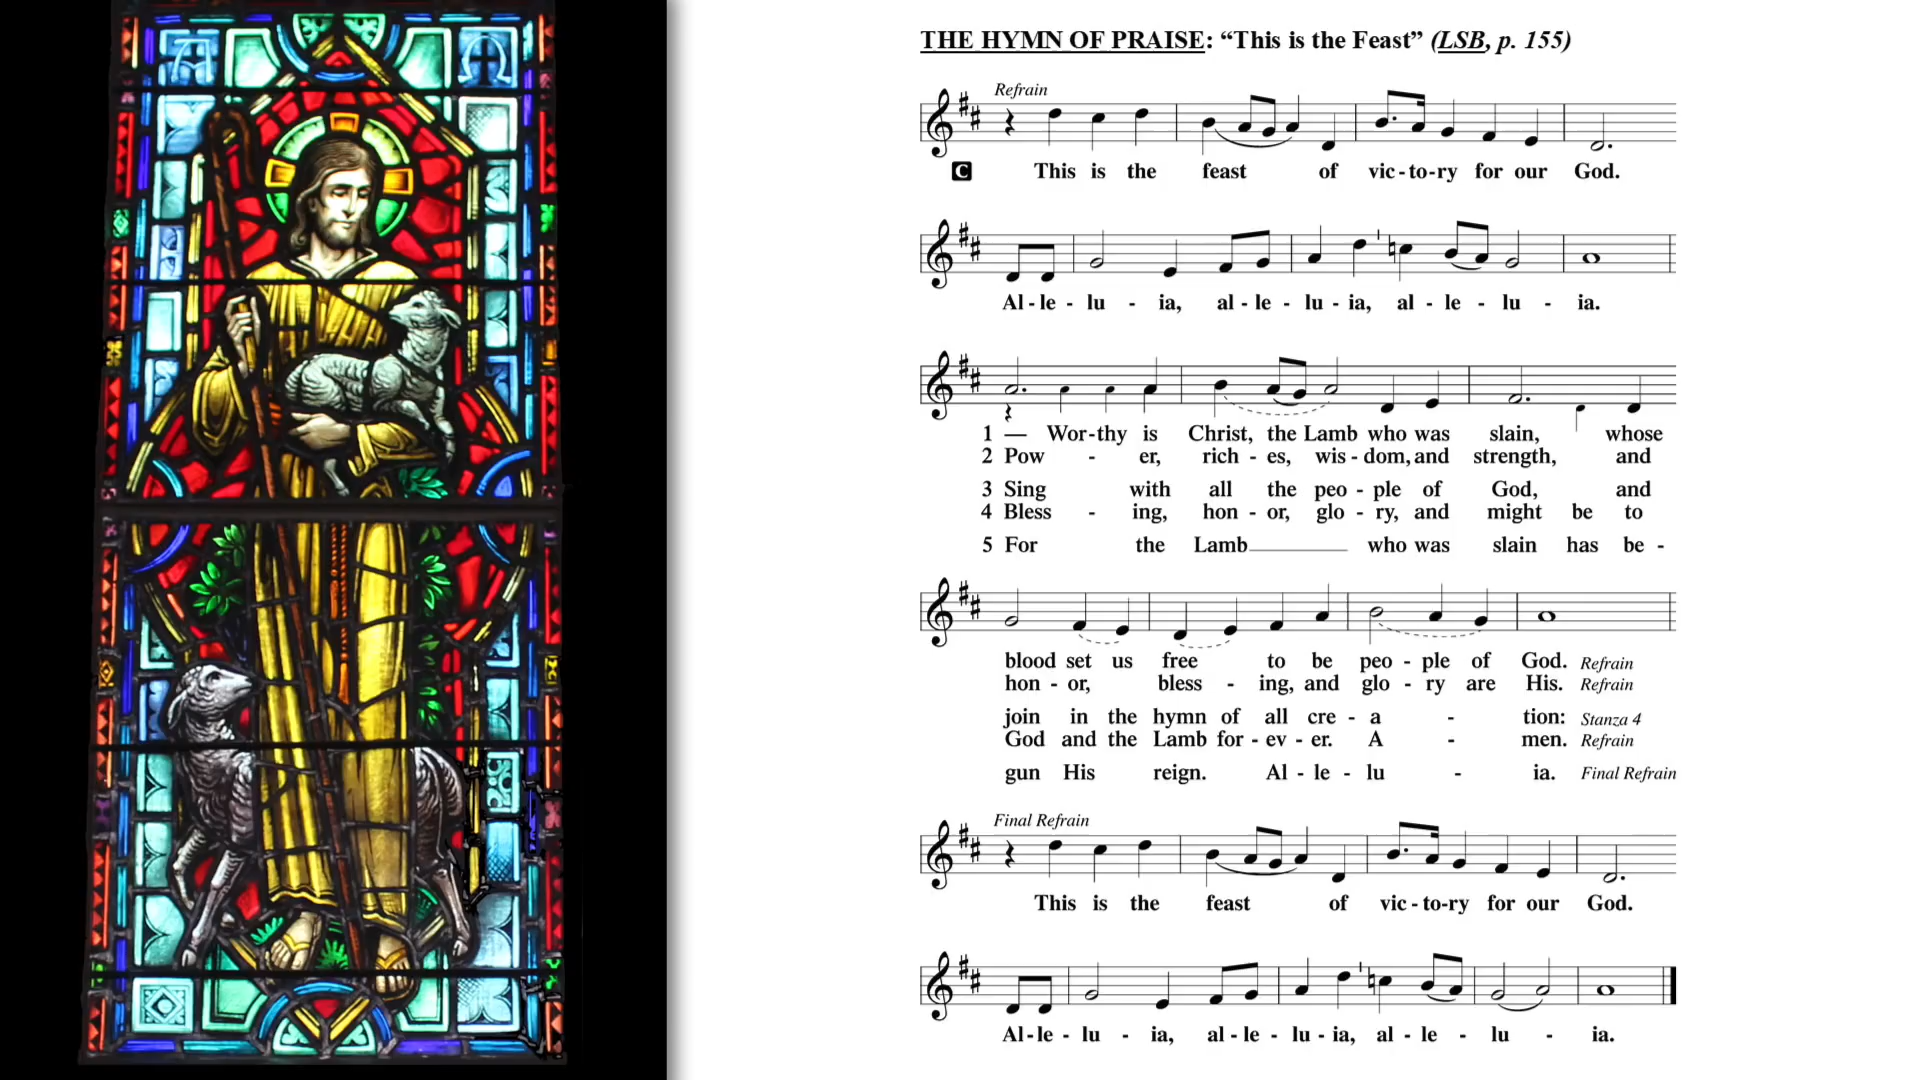 Α Ω
THE HYMN OF PRAISE: “This is the Feast” (LSB, p. 155)
Refrain
C This is the feast of vic - to - ry for our God.
Al - le - lu - ia, al - le - lu - ia, al - le - lu - ia.
1 — Wor - thy is Christ, the Lamb who was slain, whose
2 Pow - er, rich - es, wis - dom, and strength, and
3 Sing with all the peo - ple of God, and
4 Bless - ing, hon - or, glo - ry, and might be to
5 For the Lamb who was slain has be -
blood set us free to be peo - ple of God. Refrain
hon - or, bless - ing, and glo - ry are His. Refrain
join in the hymn of all cre - a - tion: Stanza 4
God and the Lamb for - ev - er. A - men. Refrain
gun His reign. Al - le - lu - ia. Final Refrain
Final Refrain
This is the feast of vic - to - ry for our God.
Al - le - lu - ia, al - le - lu - ia, al - le - lu - ia.